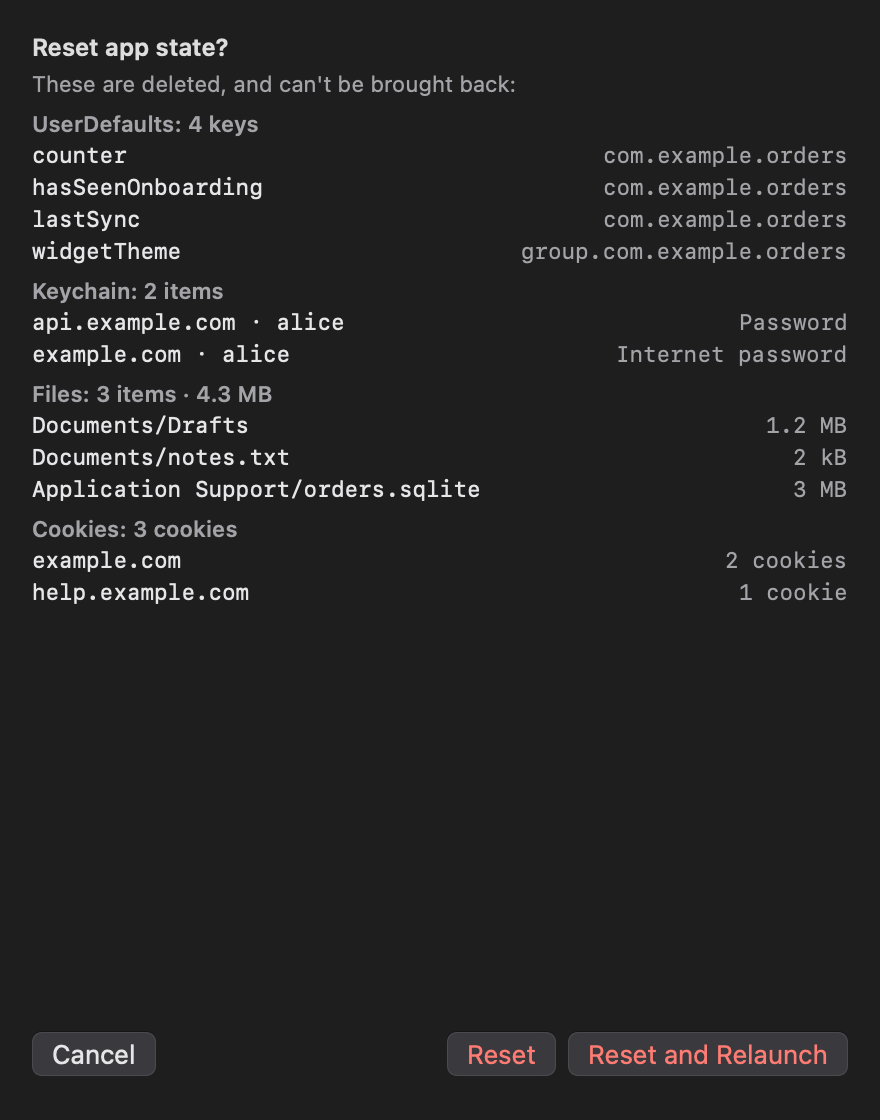 Reset app state?
These are deleted, and can't be brought back:
UserDefaults: 4 keys
counter com.example.orders
hasSeenOnboarding com.example.orders
lastSync com.example.orders
widgetTheme group.com.example.orders
Keychain: 2 items
api.example.com · alice Password
example.com · alice Internet password
Files: 3 items · 4.3 MB
Documents/Drafts 1.2 MB
Documents/notes.txt 2 kB
Application Support/orders.sqlite 3 MB
Cookies: 3 cookies
example.com 2 cookies
help.example.com 1 cookie
Cancel Reset Reset and Relaunch